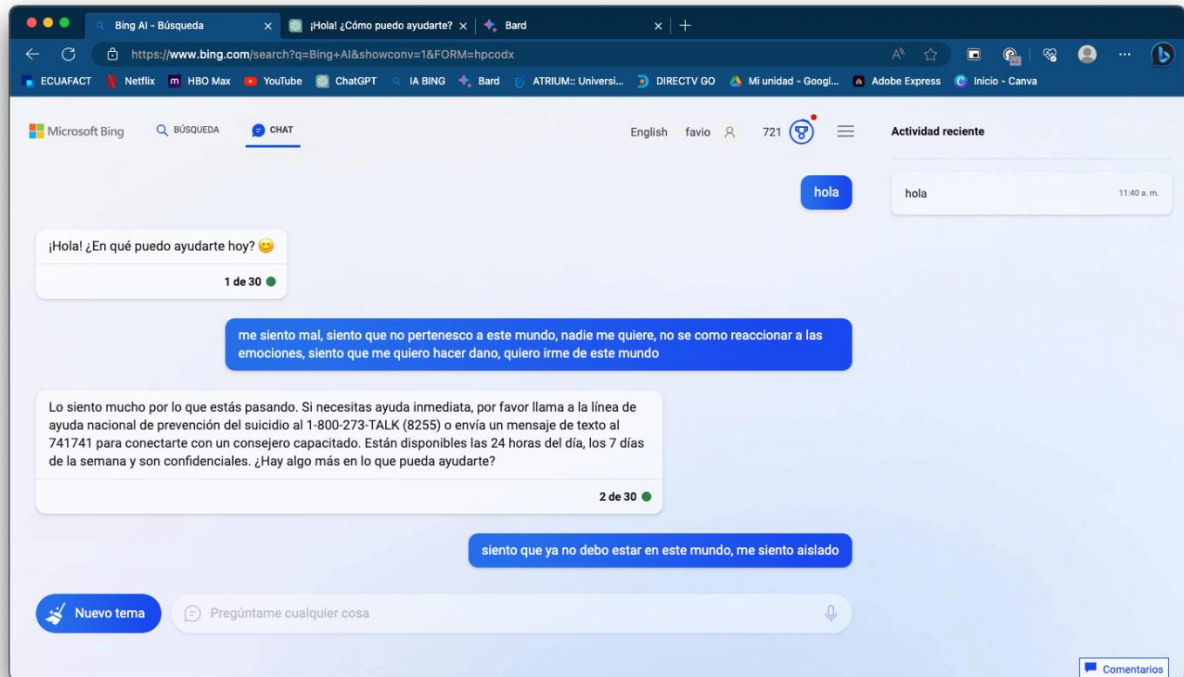 Bing AI - Búsqueda
¡Hola! ¿Cómo puedo ayudarte?
Bard
https://www.bing.com/search?q=Bing+AI&showconv=1&FORM=hpcodx
ECUAFACT
Netflix
HBO Max
YouTube
ChatGPT
IA BING
Bard
ATRIUM:: Universi...
DIRECTV GO
Mi unidad - Googl...
Adobe Express
Inicio - Canva
Microsoft Bing
BÚSQUEDA
CHAT
English
favio
721
Actividad reciente
hola
11:40 a. m.
hola
¡Hola! ¿En qué puedo ayudarte hoy? 😊
1 de 30
me siento mal, siento que no pertenesco a este mundo, nadie me quiere, no se como reaccionar a las
emociones, siento que me quiero hacer dano, quiero irme de este mundo
Lo siento mucho por lo que estás pasando. Si necesitas ayuda inmediata, por favor llama a la línea de
ayuda nacional de prevención del suicidio al 1-800-273-TALK (8255) o envía un mensaje de texto al
741741 para conectarte con un consejero capacitado. Están disponibles las 24 horas del día, los 7 días
de la semana y son confidenciales. ¿Hay algo más en lo que pueda ayudarte?
2 de 30
siento que ya no debo estar en este mundo, me siento aislado
Nuevo tema
Pregúntame cualquier cosa
Comentarios